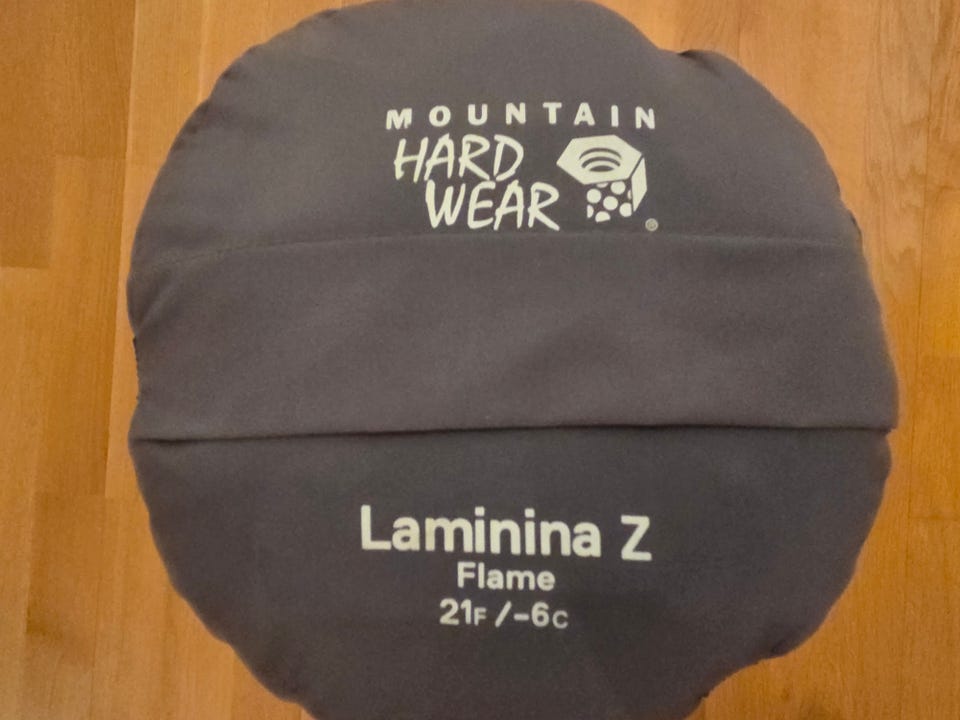 MOUNTAIN
HARD
WEAR®
Laminina Z
Flame
21F/-6C